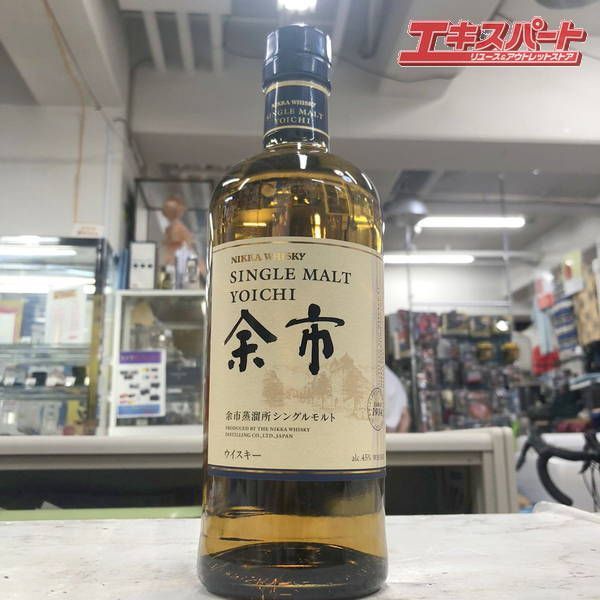 エキスパート
リユース&アウトレットストア
NIKKA WHISKY
SINGLE MALT
YOICHI
NIKKA WHISKY
SINGLE MALT
YOICHI
余市
余市蒸溜所シングルモルト
PRODUCED BY THE NIKKA WHISKY
DISTILLING CO.,LTD.,JAPAN
ウイスキー
alc.45%